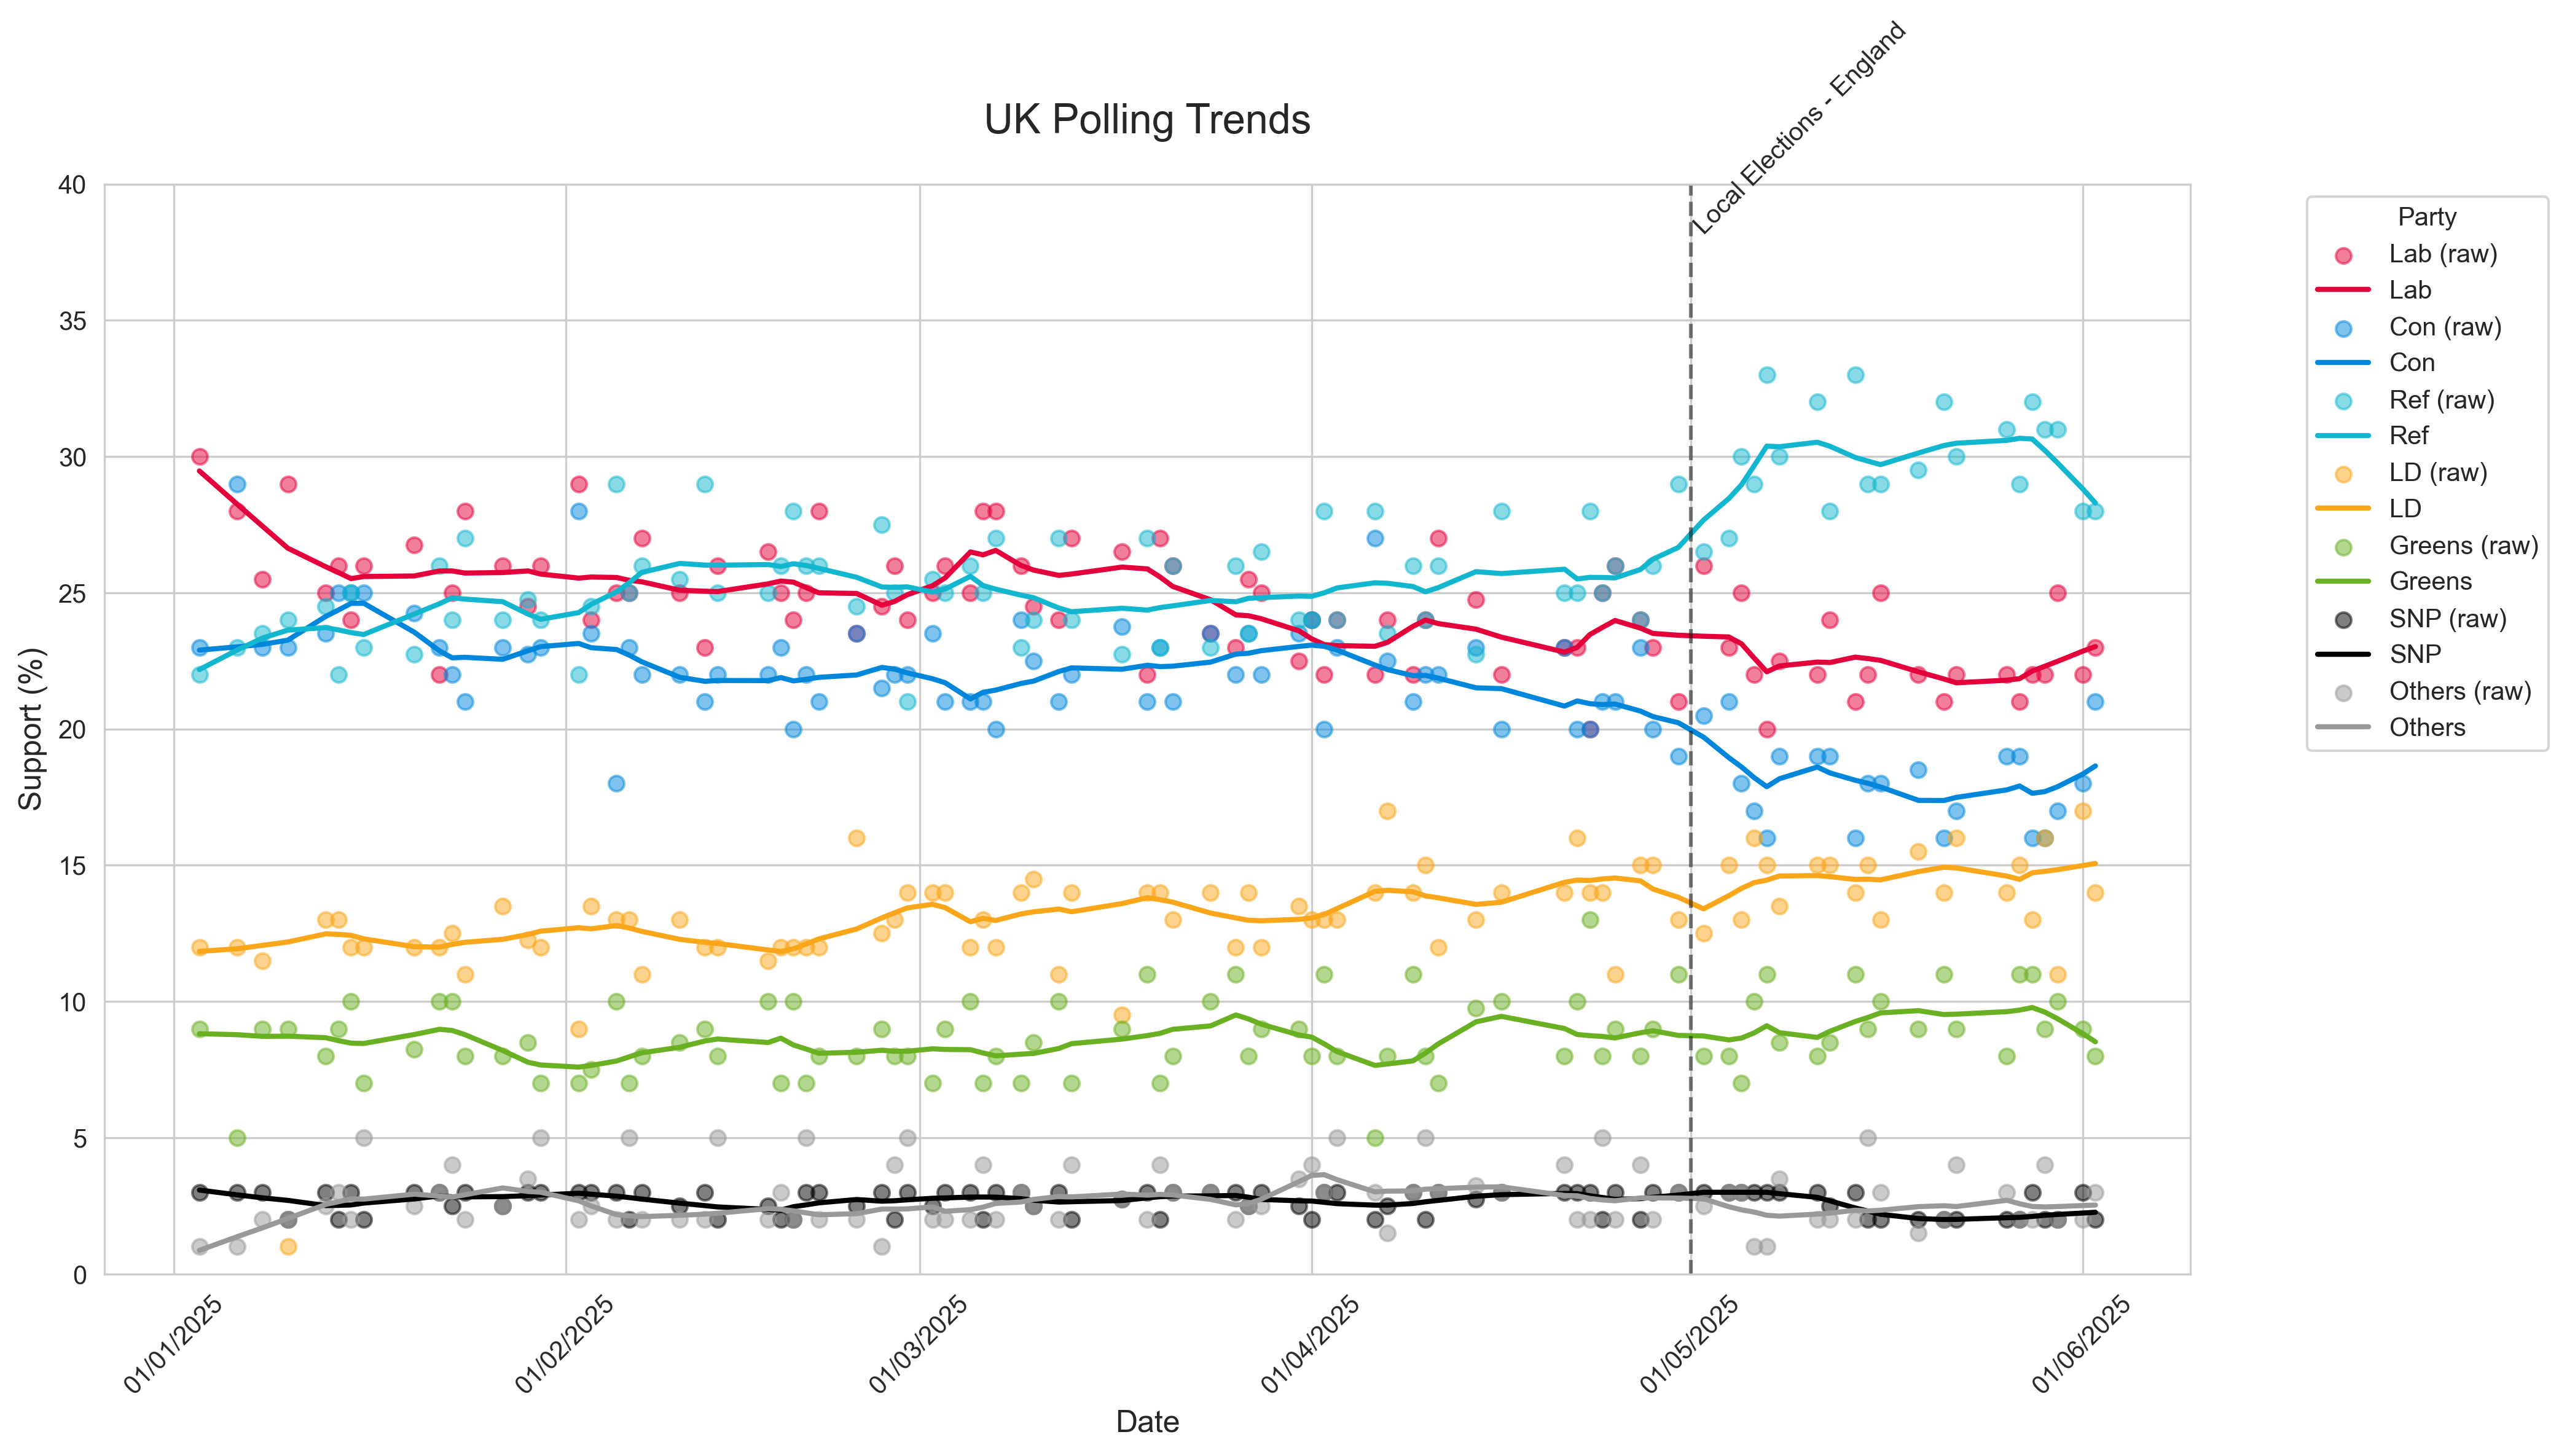 Local Elections - England
UK Polling Trends
Support (%)
40
35
30
25
20
15
10
5
0
01/01/2025
01/02/2025
01/03/2025
01/04/2025
01/05/2025
01/06/2025
Date
Party
Lab (raw)
Lab
Con (raw)
Con
Ref (raw)
Ref
LD (raw)
LD
Greens (raw)
Greens
SNP (raw)
SNP
Others (raw)
Others